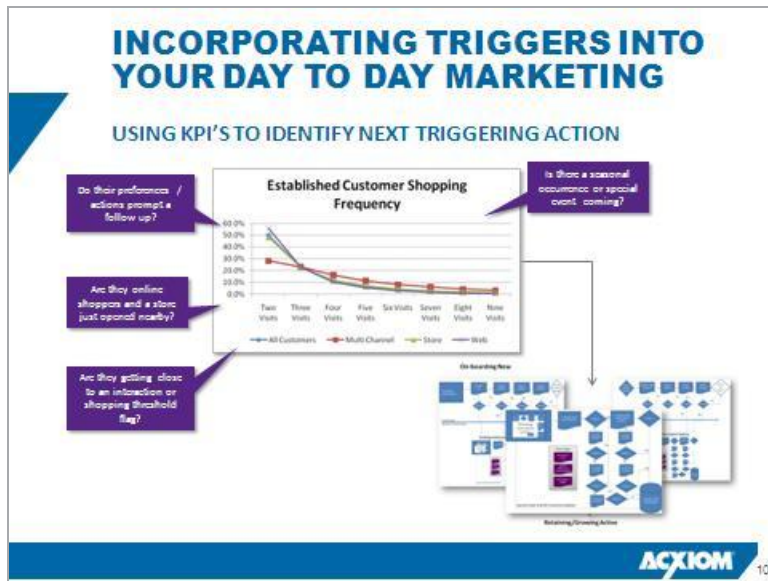 INCORPORATING TRIGGERS INTO
YOUR DAY TO DAY MARKETING
USING KPI'S TO IDENTIFY NEXT TRIGGERING ACTION
Do their preferences /
actions prompt a
follow up?
Is there a seasonal
occurrence or special
event coming?
Established Customer Shopping
Frequency
60.0%
50.0%
40.0%
30.0%
20.0%
10.0%
0.0%
Two Visits
Three Visits
Four Visits
Five Visits
Six Visits
Seven Visits
Eight Visits
Nine Visits
All Customers
Multi Channel
Store
Web
Are they online
shoppers and a store
just opened nearby?
Are they getting close
to an interaction or
shopping threshold
flag?
On-Boarding New
Retaining/Growing Action
ACXIOM
10